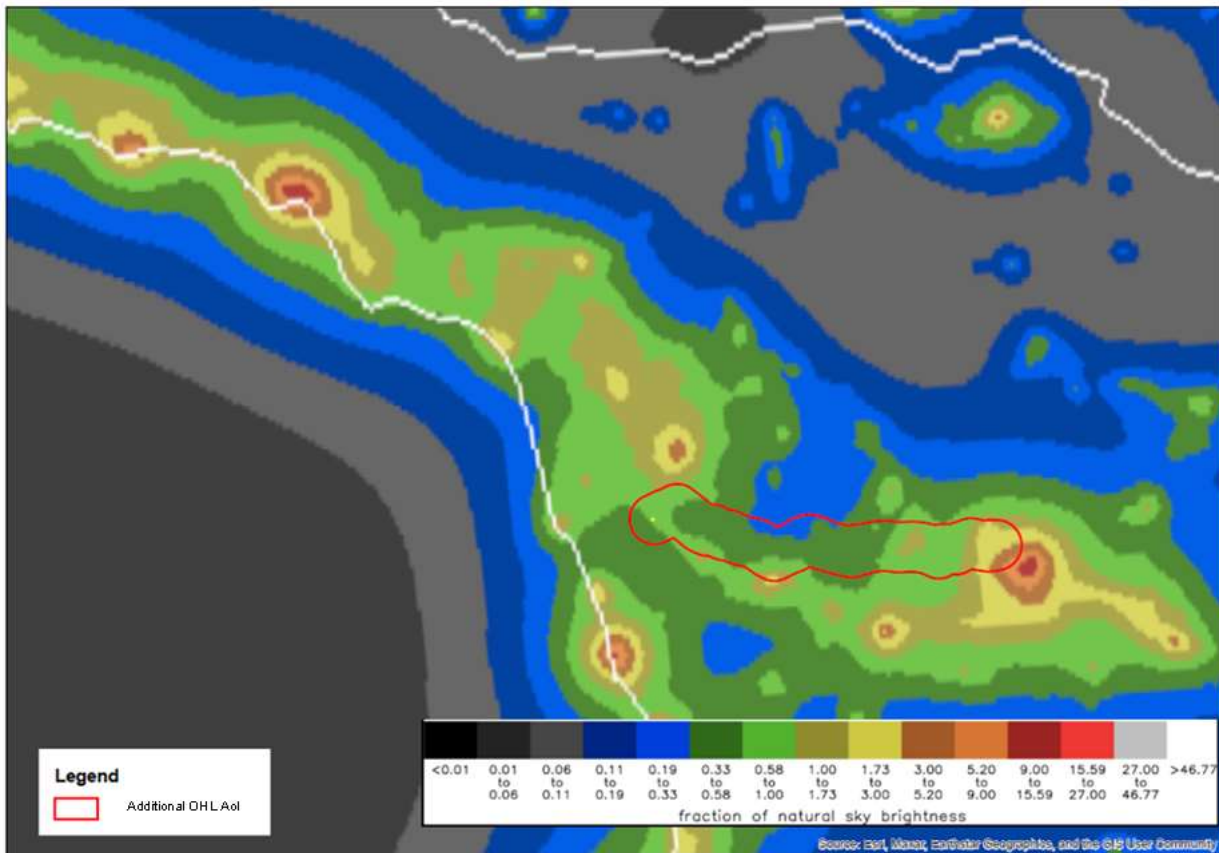 Legend
Additional OHL AoI
<0.01 0.01 0.06 0.11 0.19 0.33 0.58 1.00 1.73 3.00 5.20 9.00 15.59 27.00 >46.77
to to to to to to to to to to to to to
0.06 0.11 0.19 0.33 0.58 1.00 1.73 3.00 5.20 9.00 15.59 27.00 46.77
fraction of natural sky brightness
Source: Esri, Maxar, Earthstar Geographics, and the GIS User Community